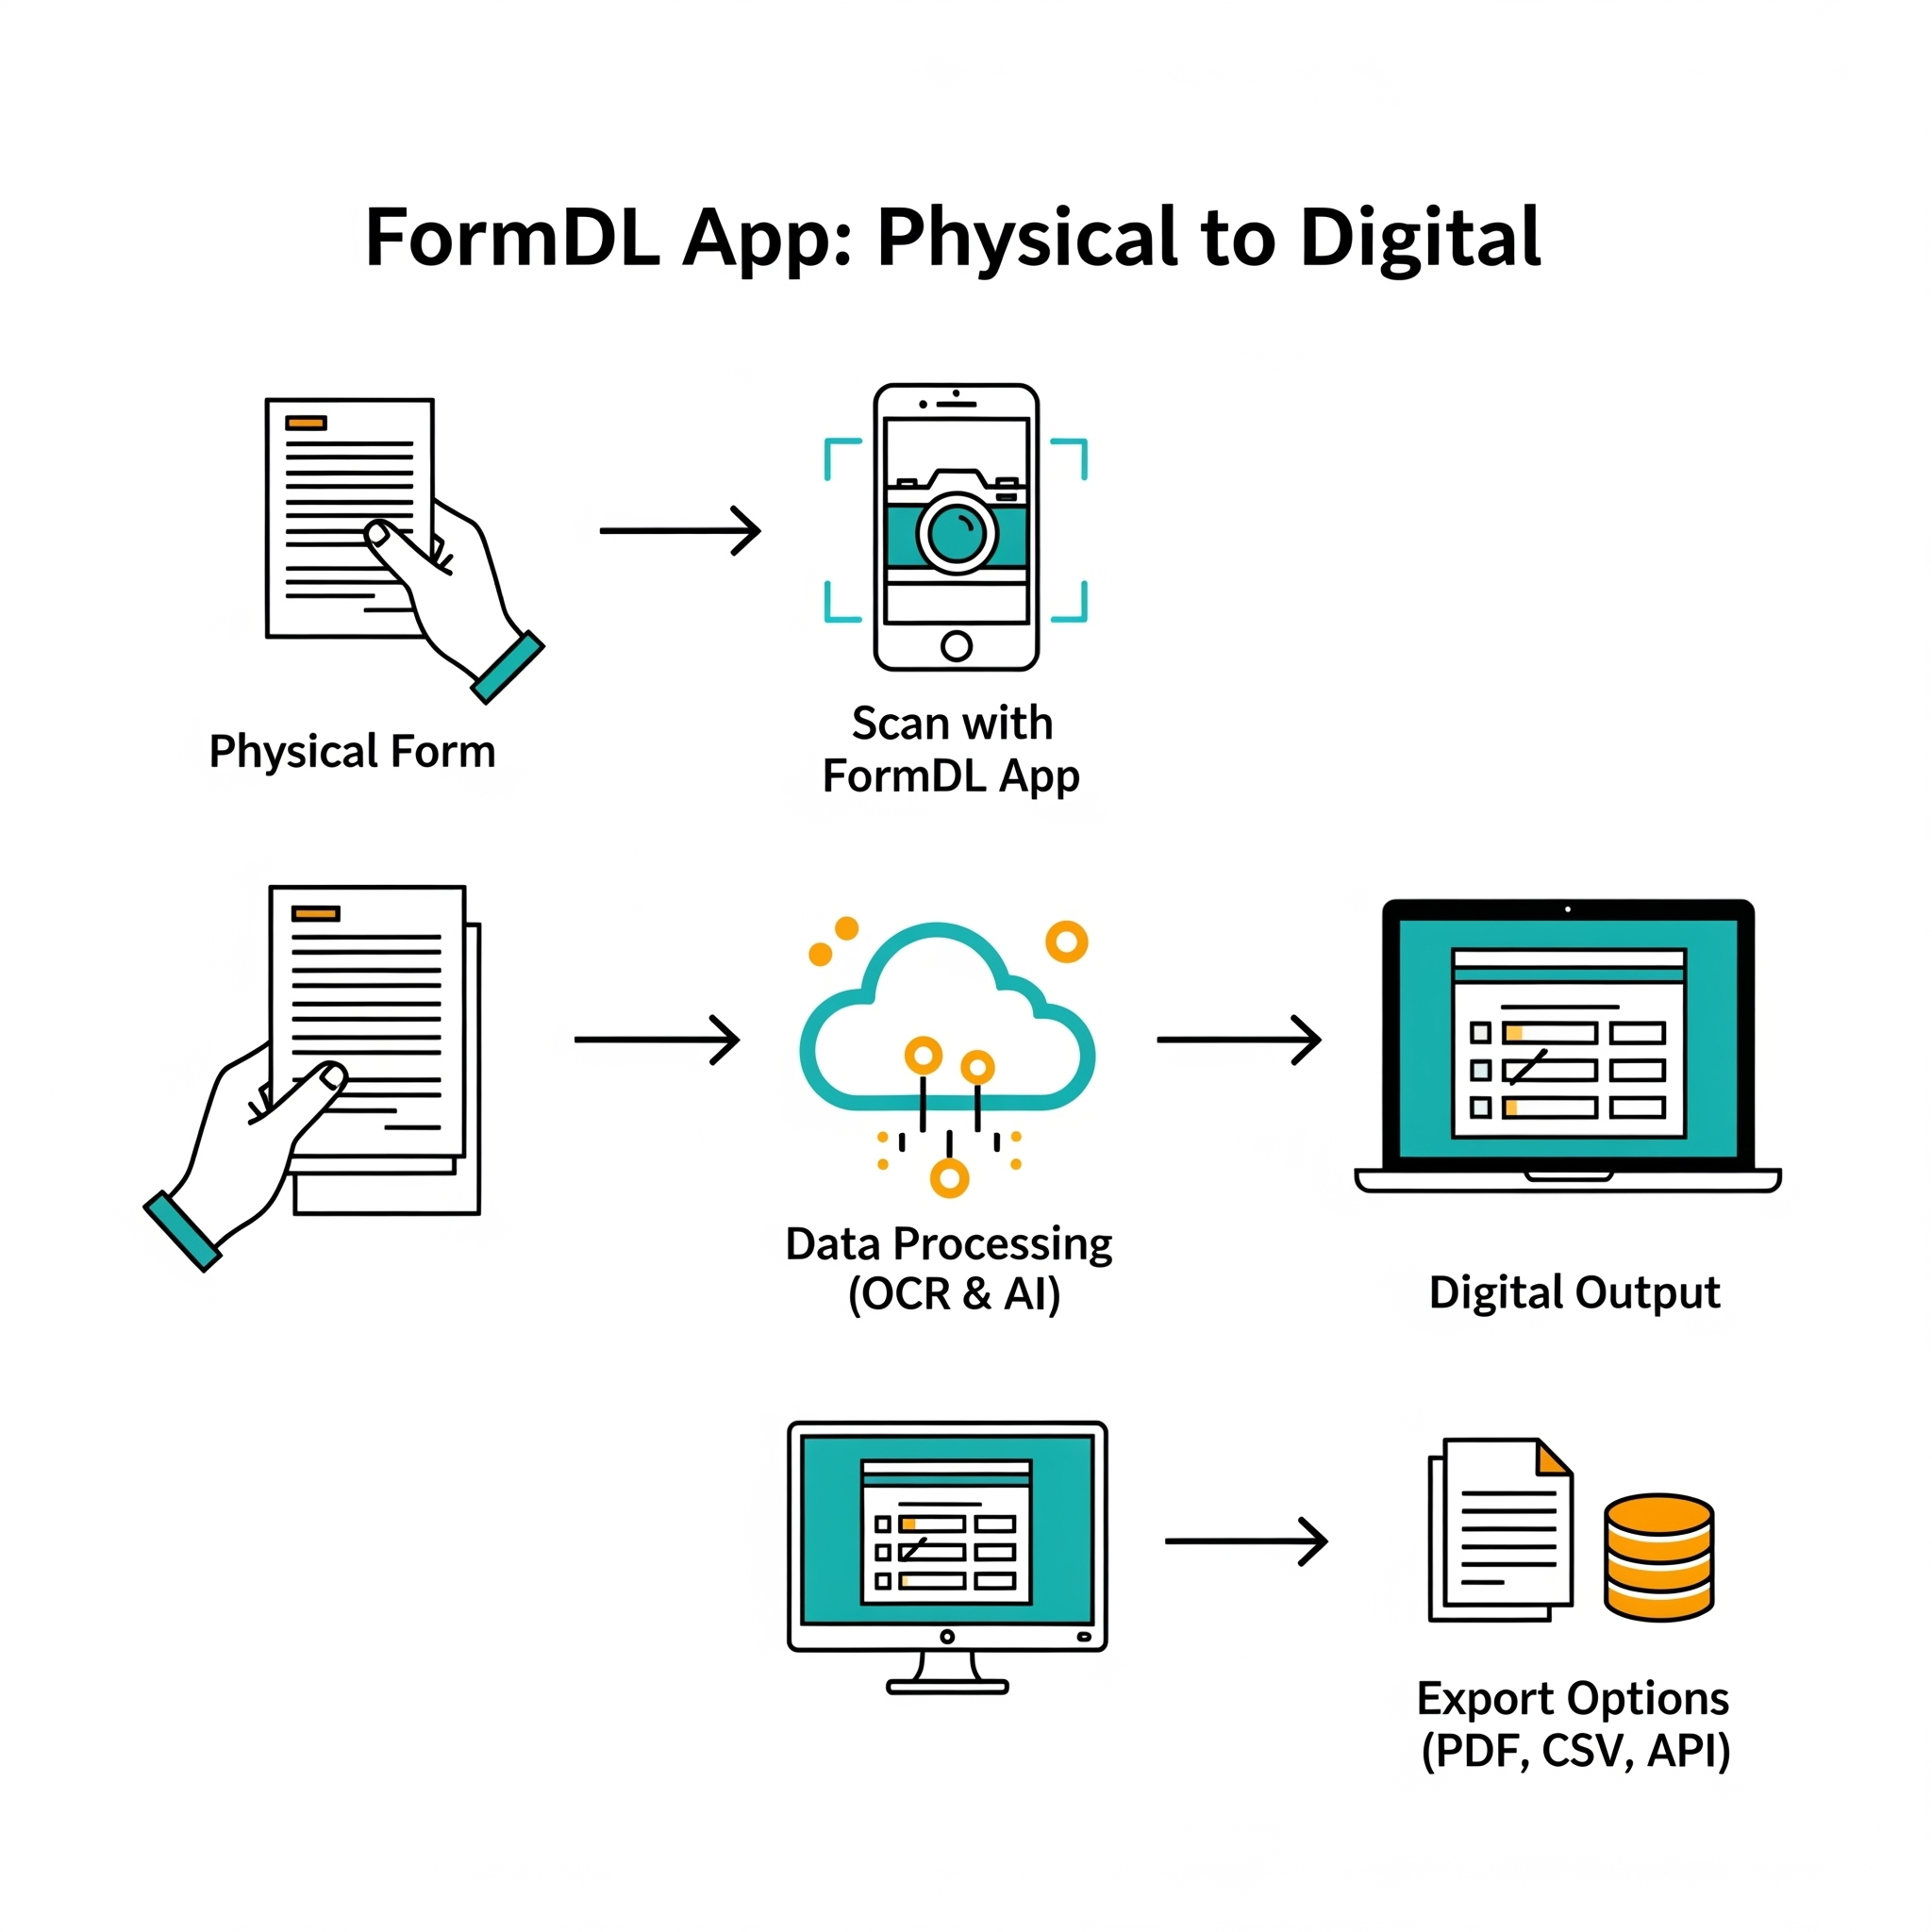 FormDL App: Physical to Digital
Physical Form
Scan with
FormDL App
Data Processing
(OCR & AI)
Digital Output
Export Options
(PDF, CSV, API)